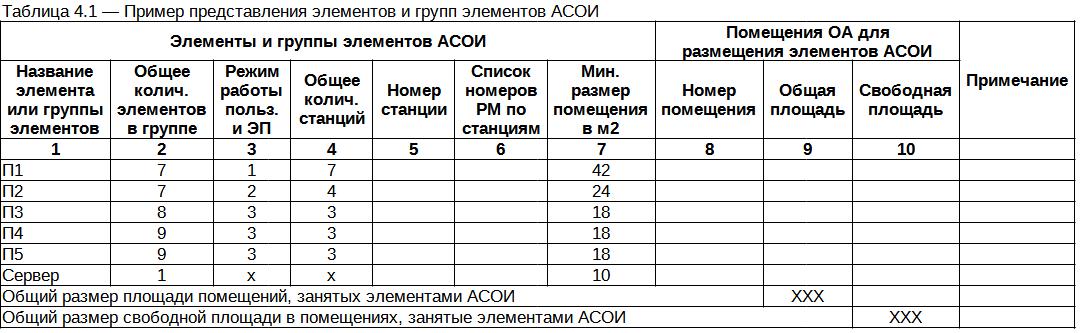 Таблица 4.1 — Пример представления элементов и групп элементов АСОИ
Элементы и группы элементов АСОИ
Помещения ОА для
размещения элементов АСОИ
Примечание
Название
элемента
или группы
элементов
Общее
колич.
элементов
в группе
Режим
работы
польз.
и ЭП
Общее
колич.
станций
Номер
станции
Список
номеров
РМ по
станциям
Мин.
размер
помещения
в м2
Номер
помещения
Общая
площадь
Свободная
площадь
1 2 3 4 5 6 7 8 9 10
П1 7 1 7 42
П2 7 2 4 24
П3 8 3 3 18
П4 9 3 3 18
П5 9 3 3 18
Сервер 1 х х 10
Общий размер площади помещений, занятых элементами АСОИ ХХХ
Общий размер свободной площади в помещениях, занятые элементами АСОИ ХХХ